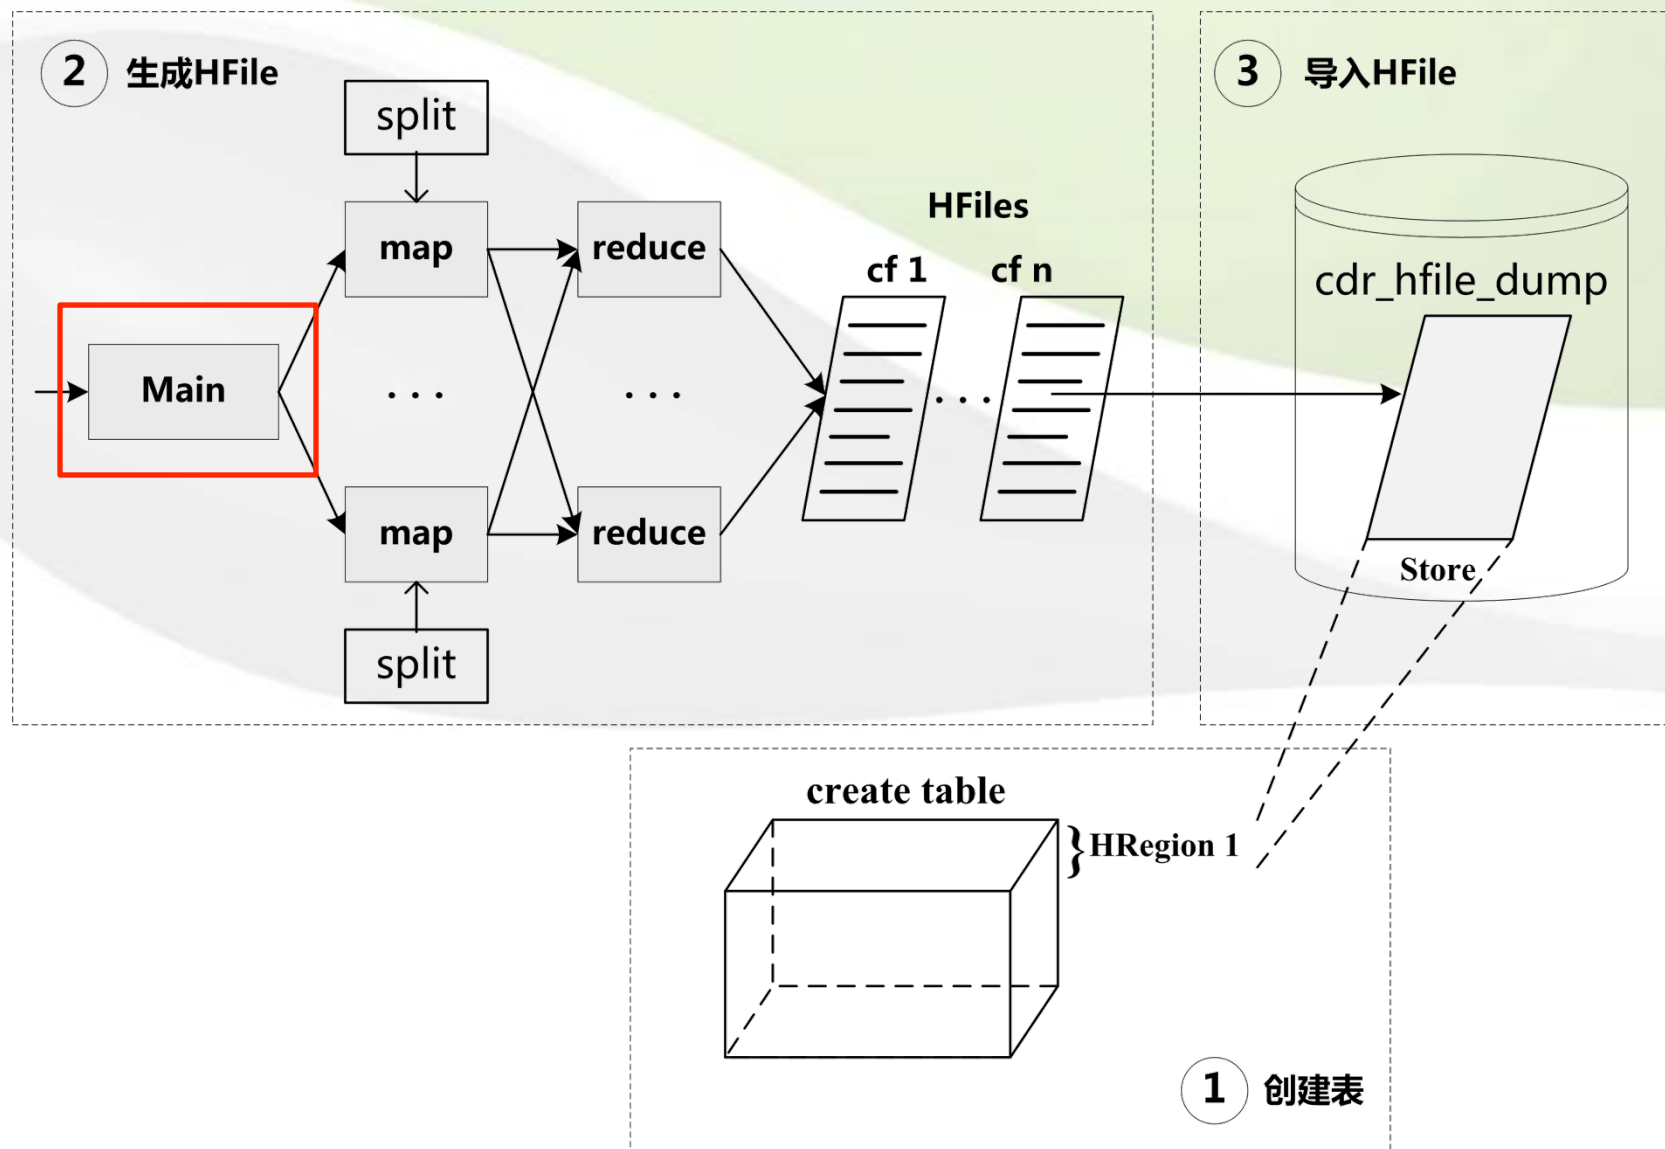 2 生成HFile
split
map
reduce
Main
. . .
. . .
map
reduce
split
HFiles
cf 1
. . .
cf n
3 导入HFile
cdr_hfile_dump
Store
create table
}HRegion 1
1 创建表